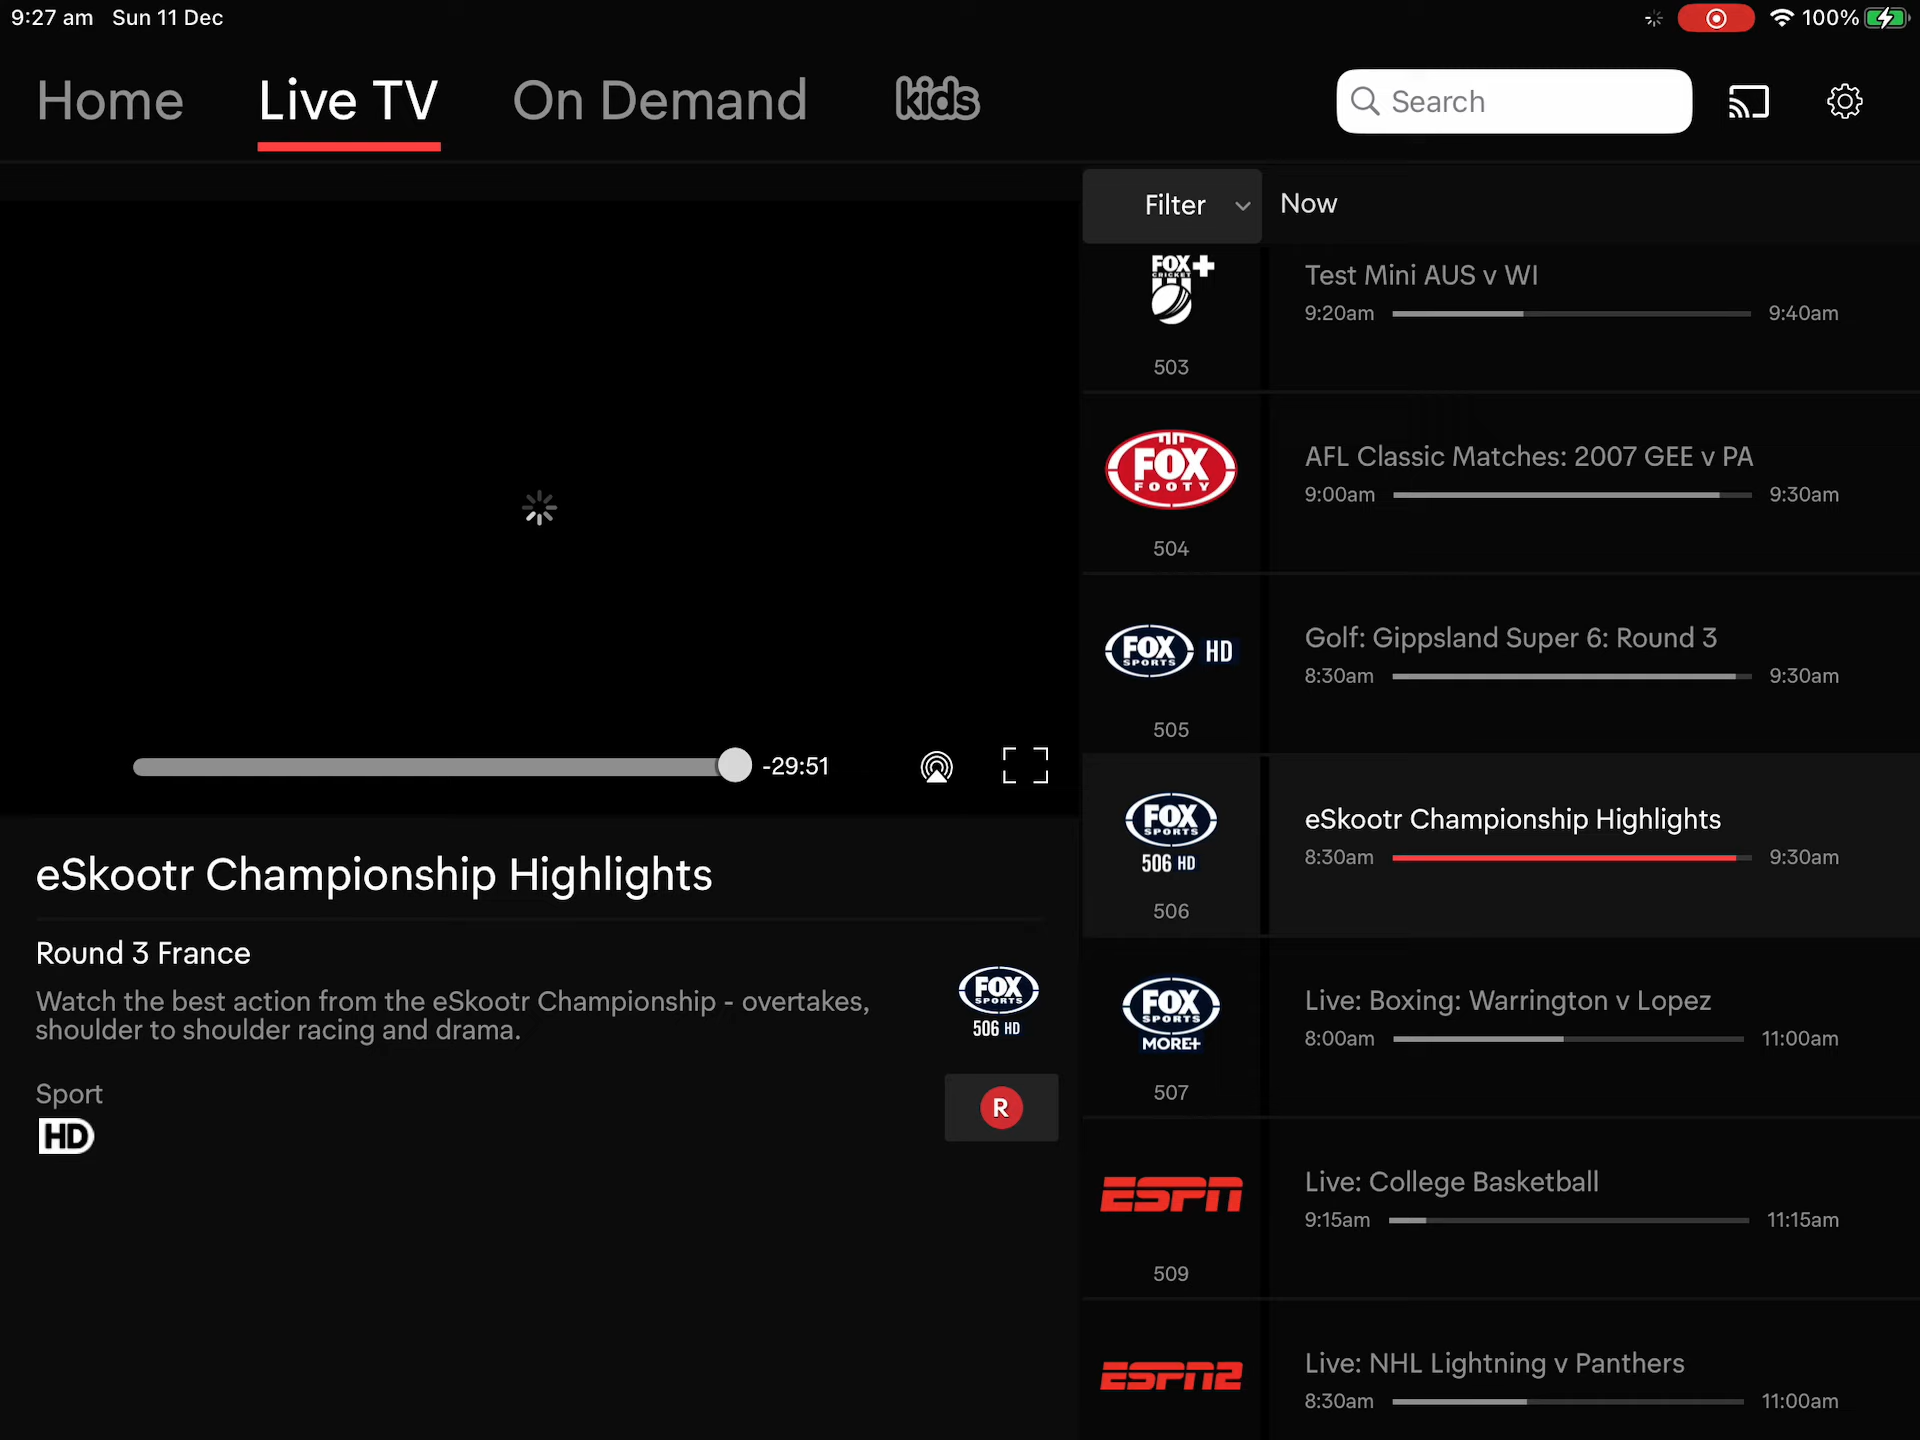 9:27 am Sun 11 Dec
100%
Home
Live TV
On Demand
kids
Search
Filter
Now
FOX+
CRICKET
503
Test Mini AUS v WI
9:20am
9:40am
FOX
FOOTY
504
AFL Classic Matches: 2007 GEE v PA
9:00am
9:30am
FOX
SPORTS
HD
505
Golf: Gippsland Super 6: Round 3
8:30am
9:30am
-29:51
FOX
SPORTS
506 HD
506
eSkootr Championship Highlights
8:30am
9:30am
eSkootr Championship Highlights
Round 3 France
Watch the best action from the eSkootr Championship - overtakes,
shoulder to shoulder racing and drama.
FOX
SPORTS
506 HD
Sport
HD
R
FOX
SPORTS
MORE+
507
Live: Boxing: Warrington v Lopez
8:00am
11:00am
ESPN
509
Live: College Basketball
9:15am
11:15am
ESPN2
Live: NHL Lightning v Panthers
8:30am
11:00am